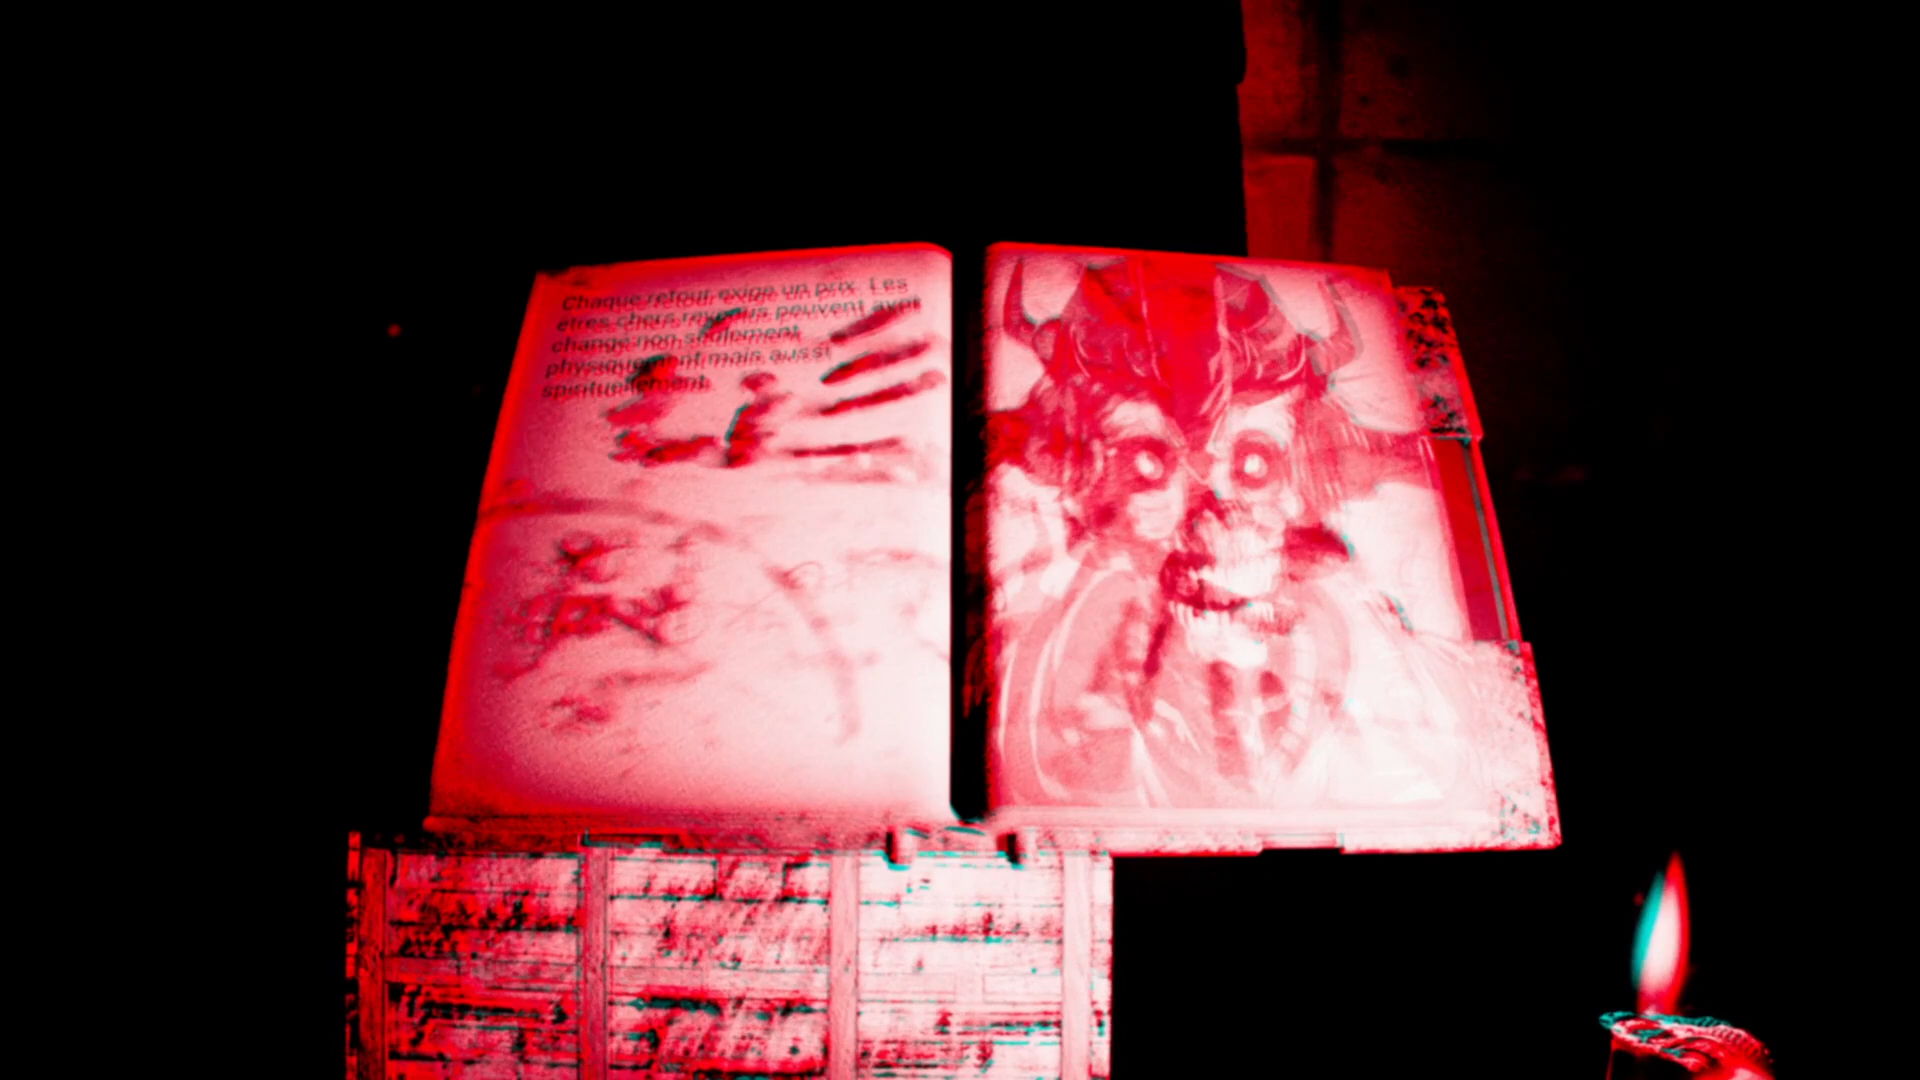 Chaque retour exige un prix. Les
êtres chers revenus peuvent avoir
changé non seulement
physiquement mais aussi
spirituellement.